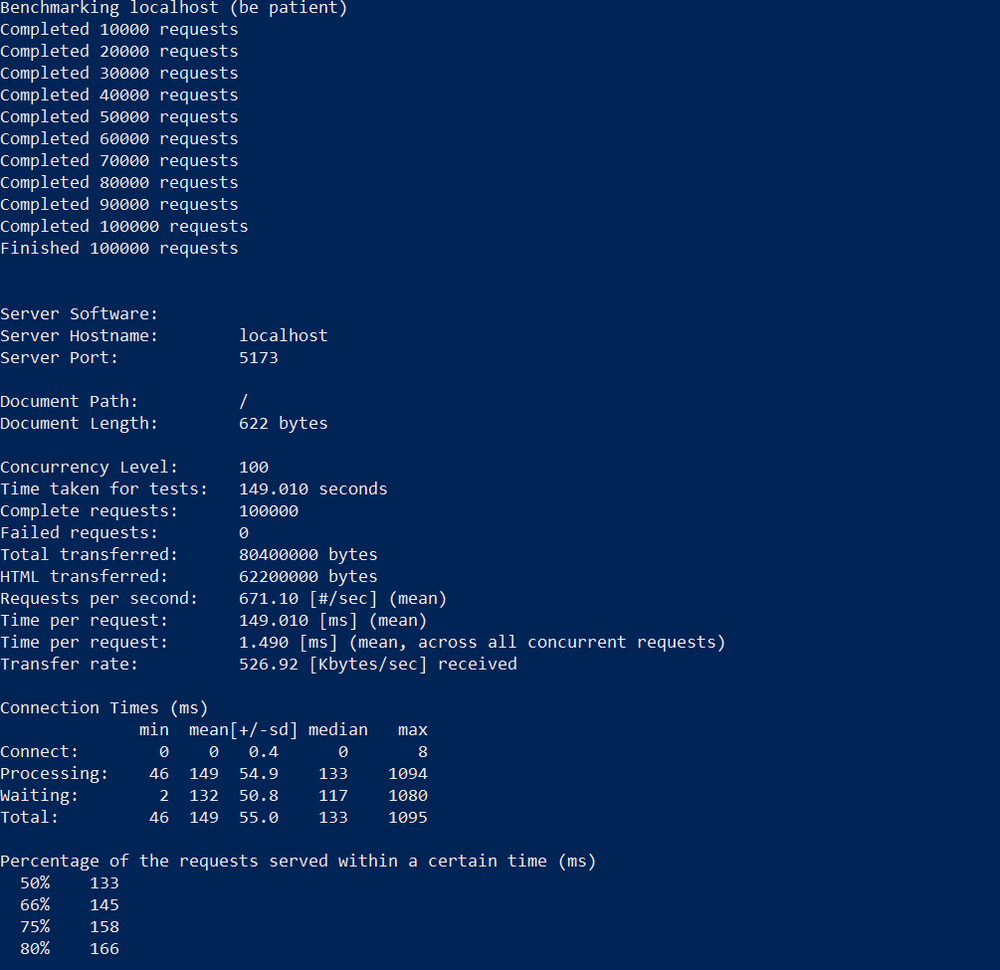 Benchmarking localhost (be patient)
Completed 10000 requests
Completed 20000 requests
Completed 30000 requests
Completed 40000 requests
Completed 50000 requests
Completed 60000 requests
Completed 70000 requests
Completed 80000 requests
Completed 90000 requests
Completed 100000 requests
Finished 100000 requests
Server Software:
Server Hostname:        localhost
Server Port:            5173
Document Path:          /
Document Length:        622 bytes
Concurrency Level:      100
Time taken for tests:   149.010 seconds
Complete requests:      100000
Failed requests:        0
Total transferred:      80400000 bytes
HTML transferred:       62200000 bytes
Requests per second:    671.10 [#/sec] (mean)
Time per request:       149.010 [ms] (mean)
Time per request:       1.490 [ms] (mean, across all concurrent requests)
Transfer rate:          526.92 [Kbytes/sec] received
Connection Times (ms)
              min  mean[+/-sd] median   max
Connect:        0    0   0.4      0       8
Processing:    46  149  54.9    133    1094
Waiting:        2  132  50.8    117    1080
Total:         46  149  55.0    133    1095
Percentage of the requests served within a certain time (ms)
  50%    133
  66%    145
  75%    158
  80%    166